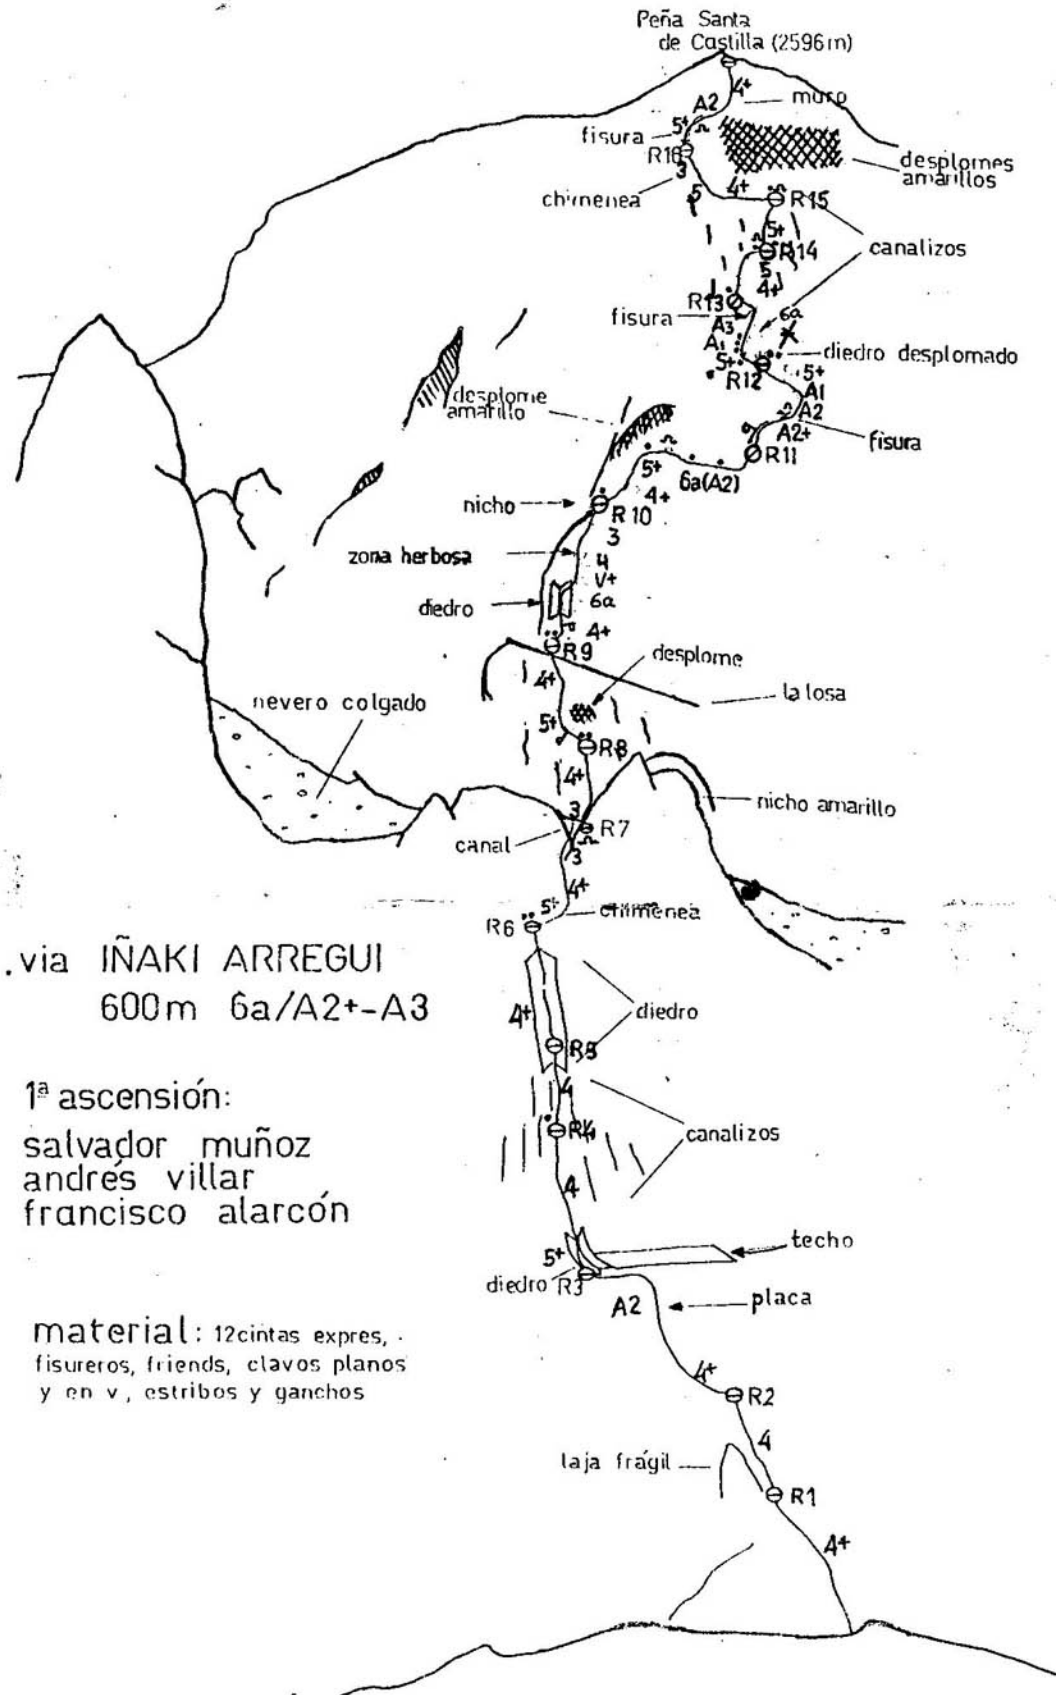 Peña Santa
de Castilla (2596m)
4+
muro
A2
5+
fisura
R16
desplomes
amarillos
3
chimenea
5
4+
R15
canalizos
5+
R14
5
4+
R13
fisura
6a
A3
5+
diedro desplomado
R12
5+
A1
A2
A2+
fisura
R11
desplome
amarillo
5+
6a(A2)
4+
nicho
R10
3
zona herbosa
4
V+
6a
diedro
4+
R9
desplome
4+
la losa
nevero colgado
5+
R8
4+
nicho amarillo
3
R7
canal
3
4+
5+
chimenea
R6
.via IÑAKI ARREGUI
600m 6a/A2+-A3
4+
diedro
R5
1ª ascensión:
4
salvador muñoz
R4
canalizos
andrés villar
4
francisco alarcón
techo
5+
diedro R3
A2
placa
material: 12cintas expres,
fisureros, friends, clavos planos
y en v, estribos y ganchos
4+
R2
4
laja frágil
R1
4+